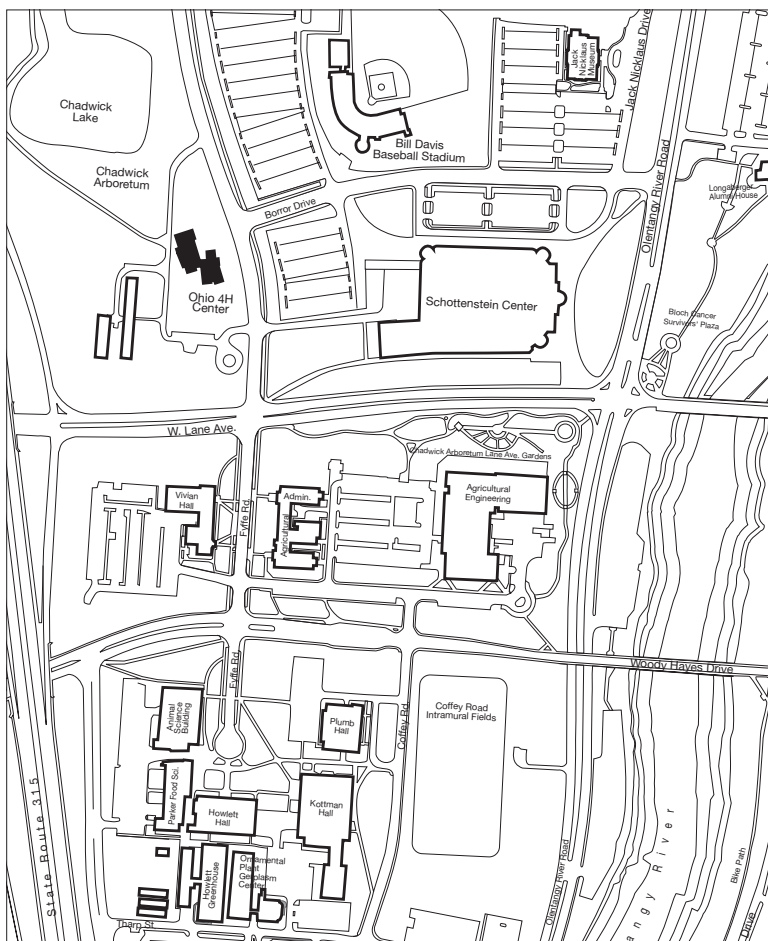 Jack
Nicklaus
Museum
Jack Nicklaus Drive
Chadwick
Lake
Bill Davis
Baseball Stadium
Chadwick
Arboretum
Olentangy River Road
Longaberger
Alumni House
Borror Drive
Ohio 4H
Center
Schottenstein Center
Bloch Cancer
Survivors' Plaza
W. Lane Ave.
Chadwick Arboretum Lane Ave. Gardens
Vivian
Hall
Fyffe Rd.
Admin.
Agricultural
Agricultural
Engineering
Woody Hayes Drive
Fyffe Rd.
Animal
Science
Building
Plumb
Hall
Coffey Rd.
Coffey Road
Intramural Fields
Parker Food Sci.
Howlett
Hall
Kottman
Hall
State Route 315
Howlett
Greenhouse
Ornamental
Plant
Geplasm
Center
Olentangy River Road
angy River
Bike Path
Drive
Tharp St.